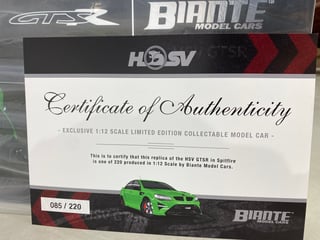 GTSR
BIANTE
MODEL CARS
GTSR
HSV
Certificate of Authenticity
- EXCLUSIVE 1:12 SCALE LIMITED EDITION COLLECTABLE MODEL CAR -
This is to certify that this replica of the HSV GTSR in Spitfire
is one of 220 produced in 1:12 Scale by Biante Model Cars.
085 / 220
BIANTE
MODEL CARS